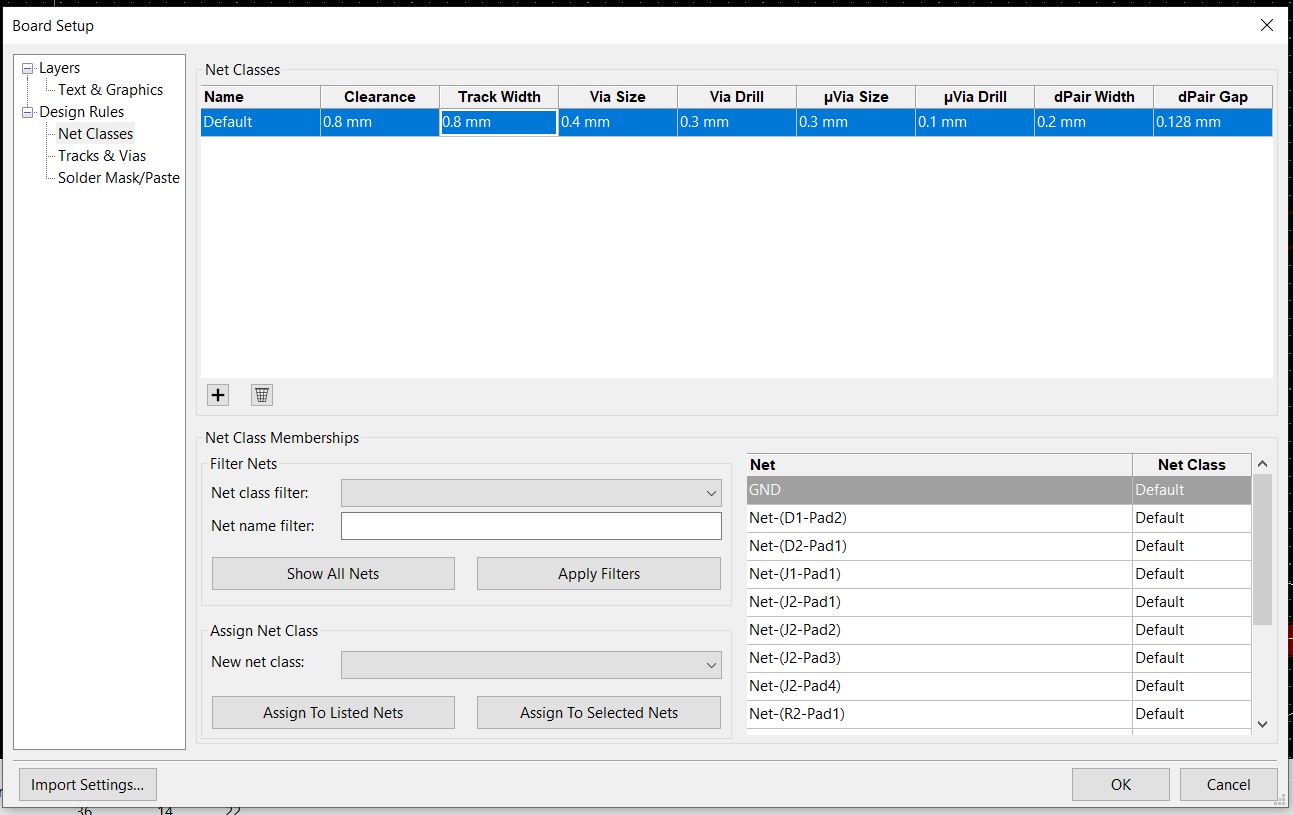 Board Setup
Layers
Text & Graphics
Design Rules
Net Classes
Tracks & Vias
Solder Mask/Paste
Net Classes
Name Clearance Track Width Via Size Via Drill µVia Size µVia Drill dPair Width dPair Gap
Default 0.8 mm 0.8 mm 0.4 mm 0.3 mm 0.3 mm 0.1 mm 0.2 mm 0.128 mm
Net Class Memberships
Filter Nets
Net class filter:
Net name filter:
Show All Nets Apply Filters
Assign Net Class
New net class:
Assign To Listed Nets Assign To Selected Nets
Net Net Class
GND Default
Net-(D1-Pad2) Default
Net-(D2-Pad1) Default
Net-(J1-Pad1) Default
Net-(J2-Pad1) Default
Net-(J2-Pad2) Default
Net-(J2-Pad3) Default
Net-(J2-Pad4) Default
Net-(R2-Pad1) Default
Import Settings... OK Cancel
36 14 22